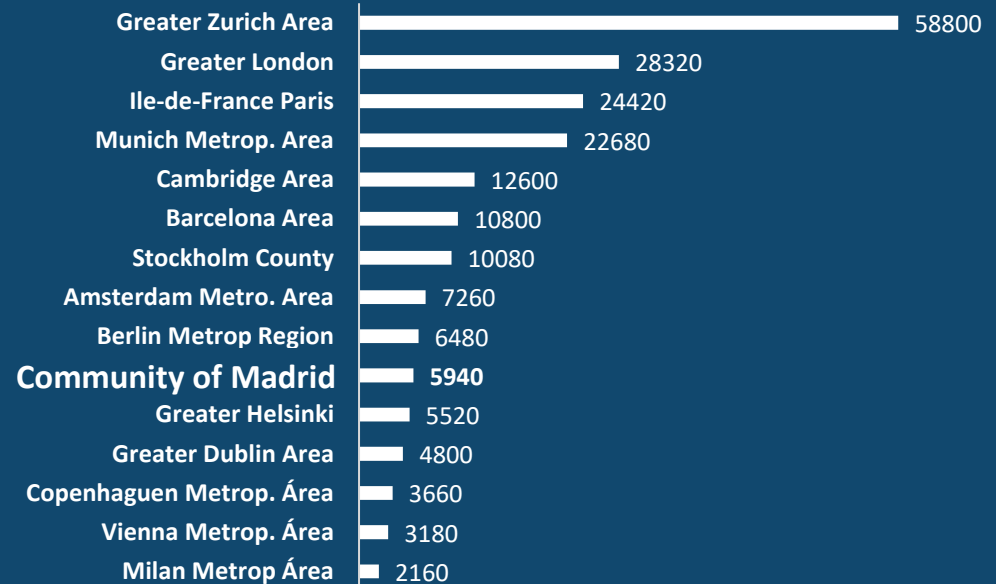 Greater Zurich Area 58800
Greater London 28320
Ile-de-France Paris 24420
Munich Metrop. Area 22680
Cambridge Area 12600
Barcelona Area 10800
Stockholm County 10080
Amsterdam Metro. Area 7260
Berlin Metrop Region 6480
Community of Madrid 5940
Greater Helsinki 5520
Greater Dublin Area 4800
Copenhaguen Metrop. Área 3660
Vienna Metrop. Área 3180
Milan Metrop Área 2160